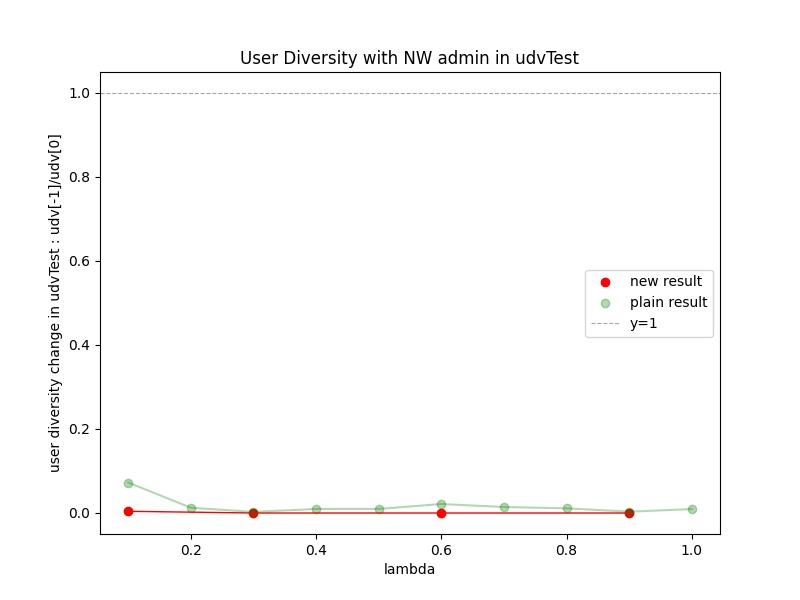 User Diversity with NW admin in udvTest
user diversity change in udvTest : udv[-1]/udv[0]
1.0
0.8
0.6
0.4
0.2
0.0
new result
plain result
y=1
0.2
0.4
0.6
0.8
1.0
lambda